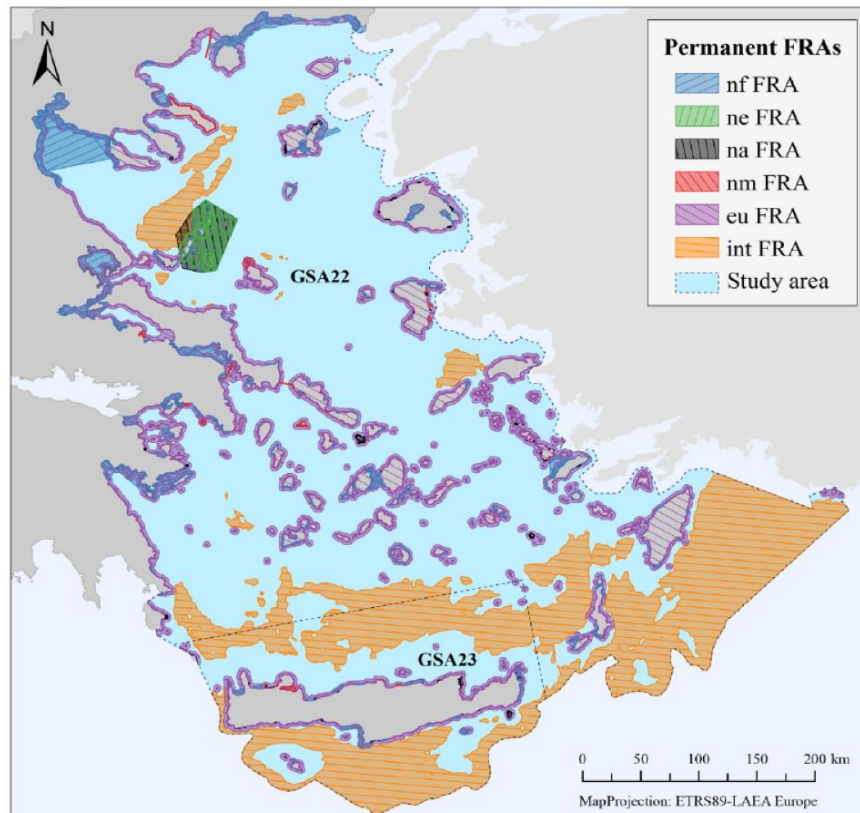 N
Permanent FRAs
nf FRA
ne FRA
na FRA
nm FRA
eu FRA
int FRA
Study area
GSA22
GSA23
0 50 100 150 200 km
MapProjection: ETRS89-LAEA Europe